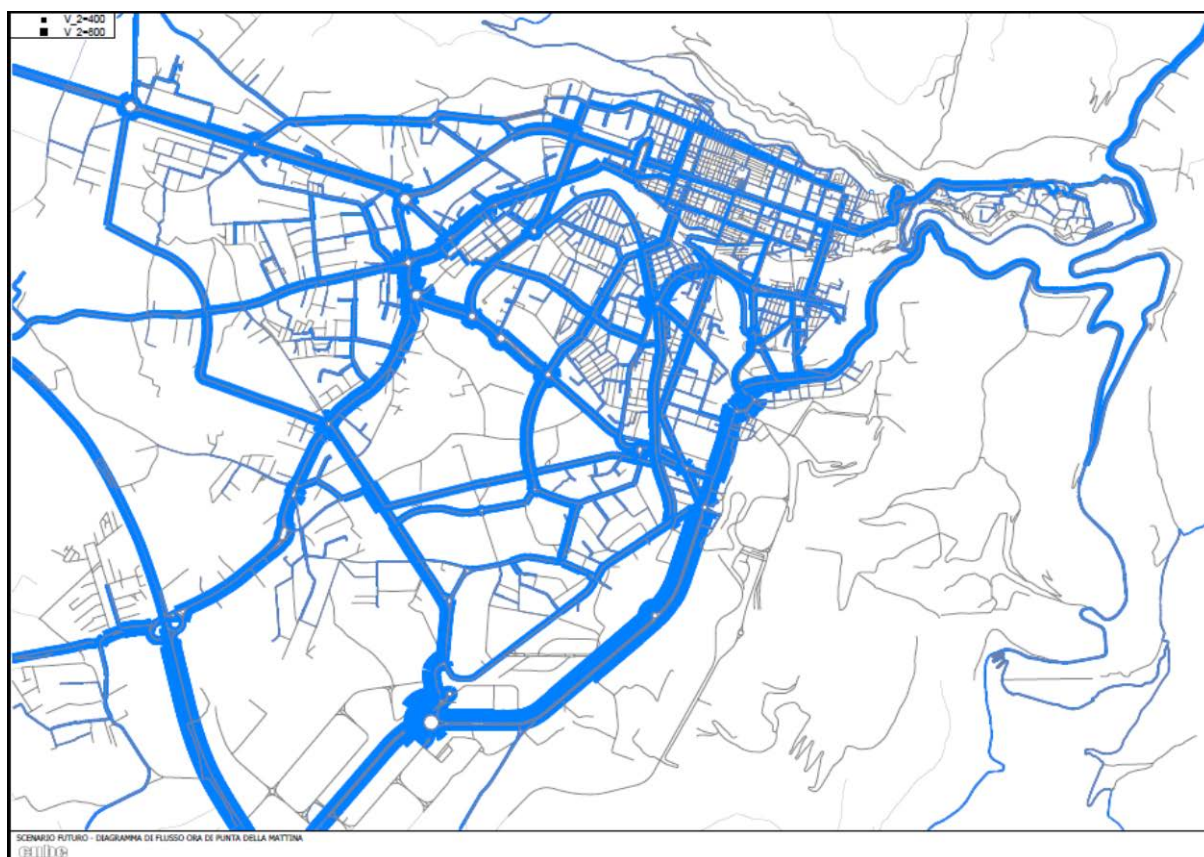 V_2=400
V_2=800
SCENARIO FUTURO - DIAGRAMMA DI FLUSSO ORA DI PUNTA DELLA MATTINA
cube